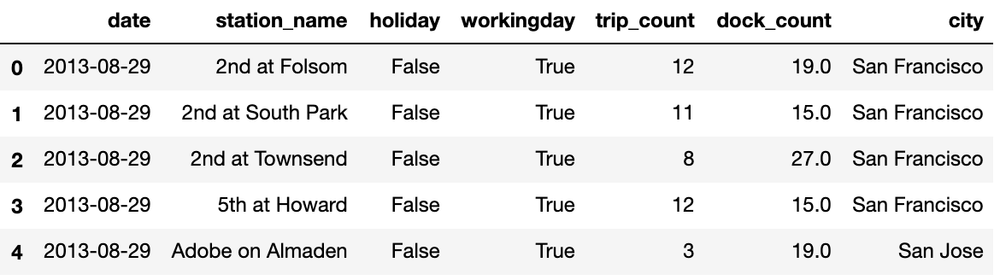 date station_name holiday workingday trip_count dock_count city
0 2013-08-29 2nd at Folsom False True 12 19.0 San Francisco
1 2013-08-29 2nd at South Park False True 11 15.0 San Francisco
2 2013-08-29 2nd at Townsend False True 8 27.0 San Francisco
3 2013-08-29 5th at Howard False True 12 15.0 San Francisco
4 2013-08-29 Adobe on Almaden False True 3 19.0 San Jose